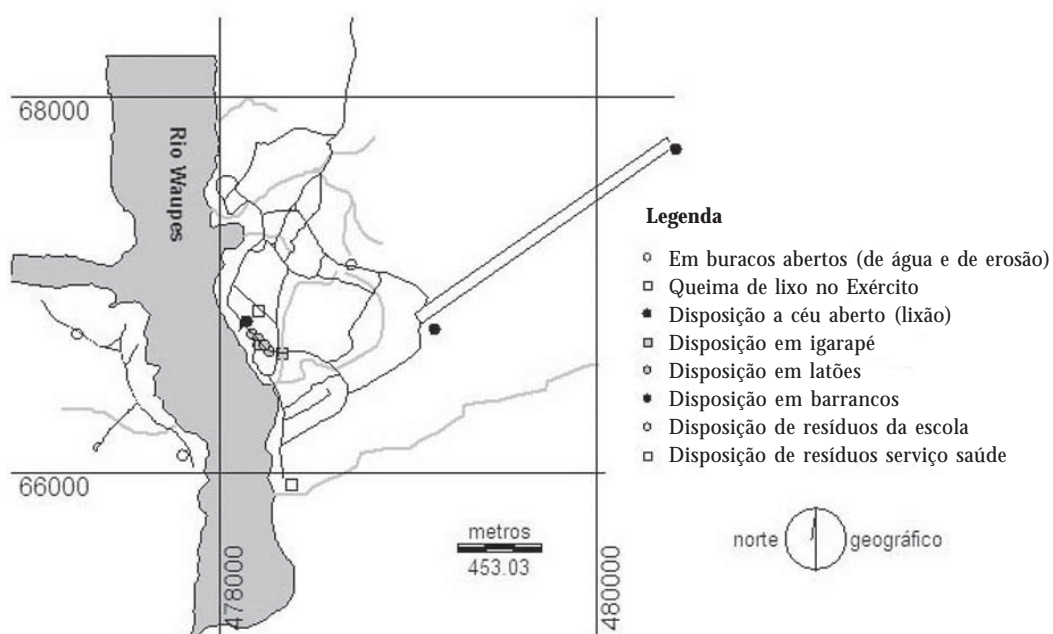 68000
Rio Waupes
Legenda
Em buracos abertos (de água e de erosão)
Queima de lixo no Exército
Disposição a céu aberto (lixão)
Disposição em igarapé
Disposição em latões
Disposição em barrancos
Disposição de resíduos da escola
Disposição de resíduos serviço saúde
66000
478000
metros
453.03
480000
norte geográfico